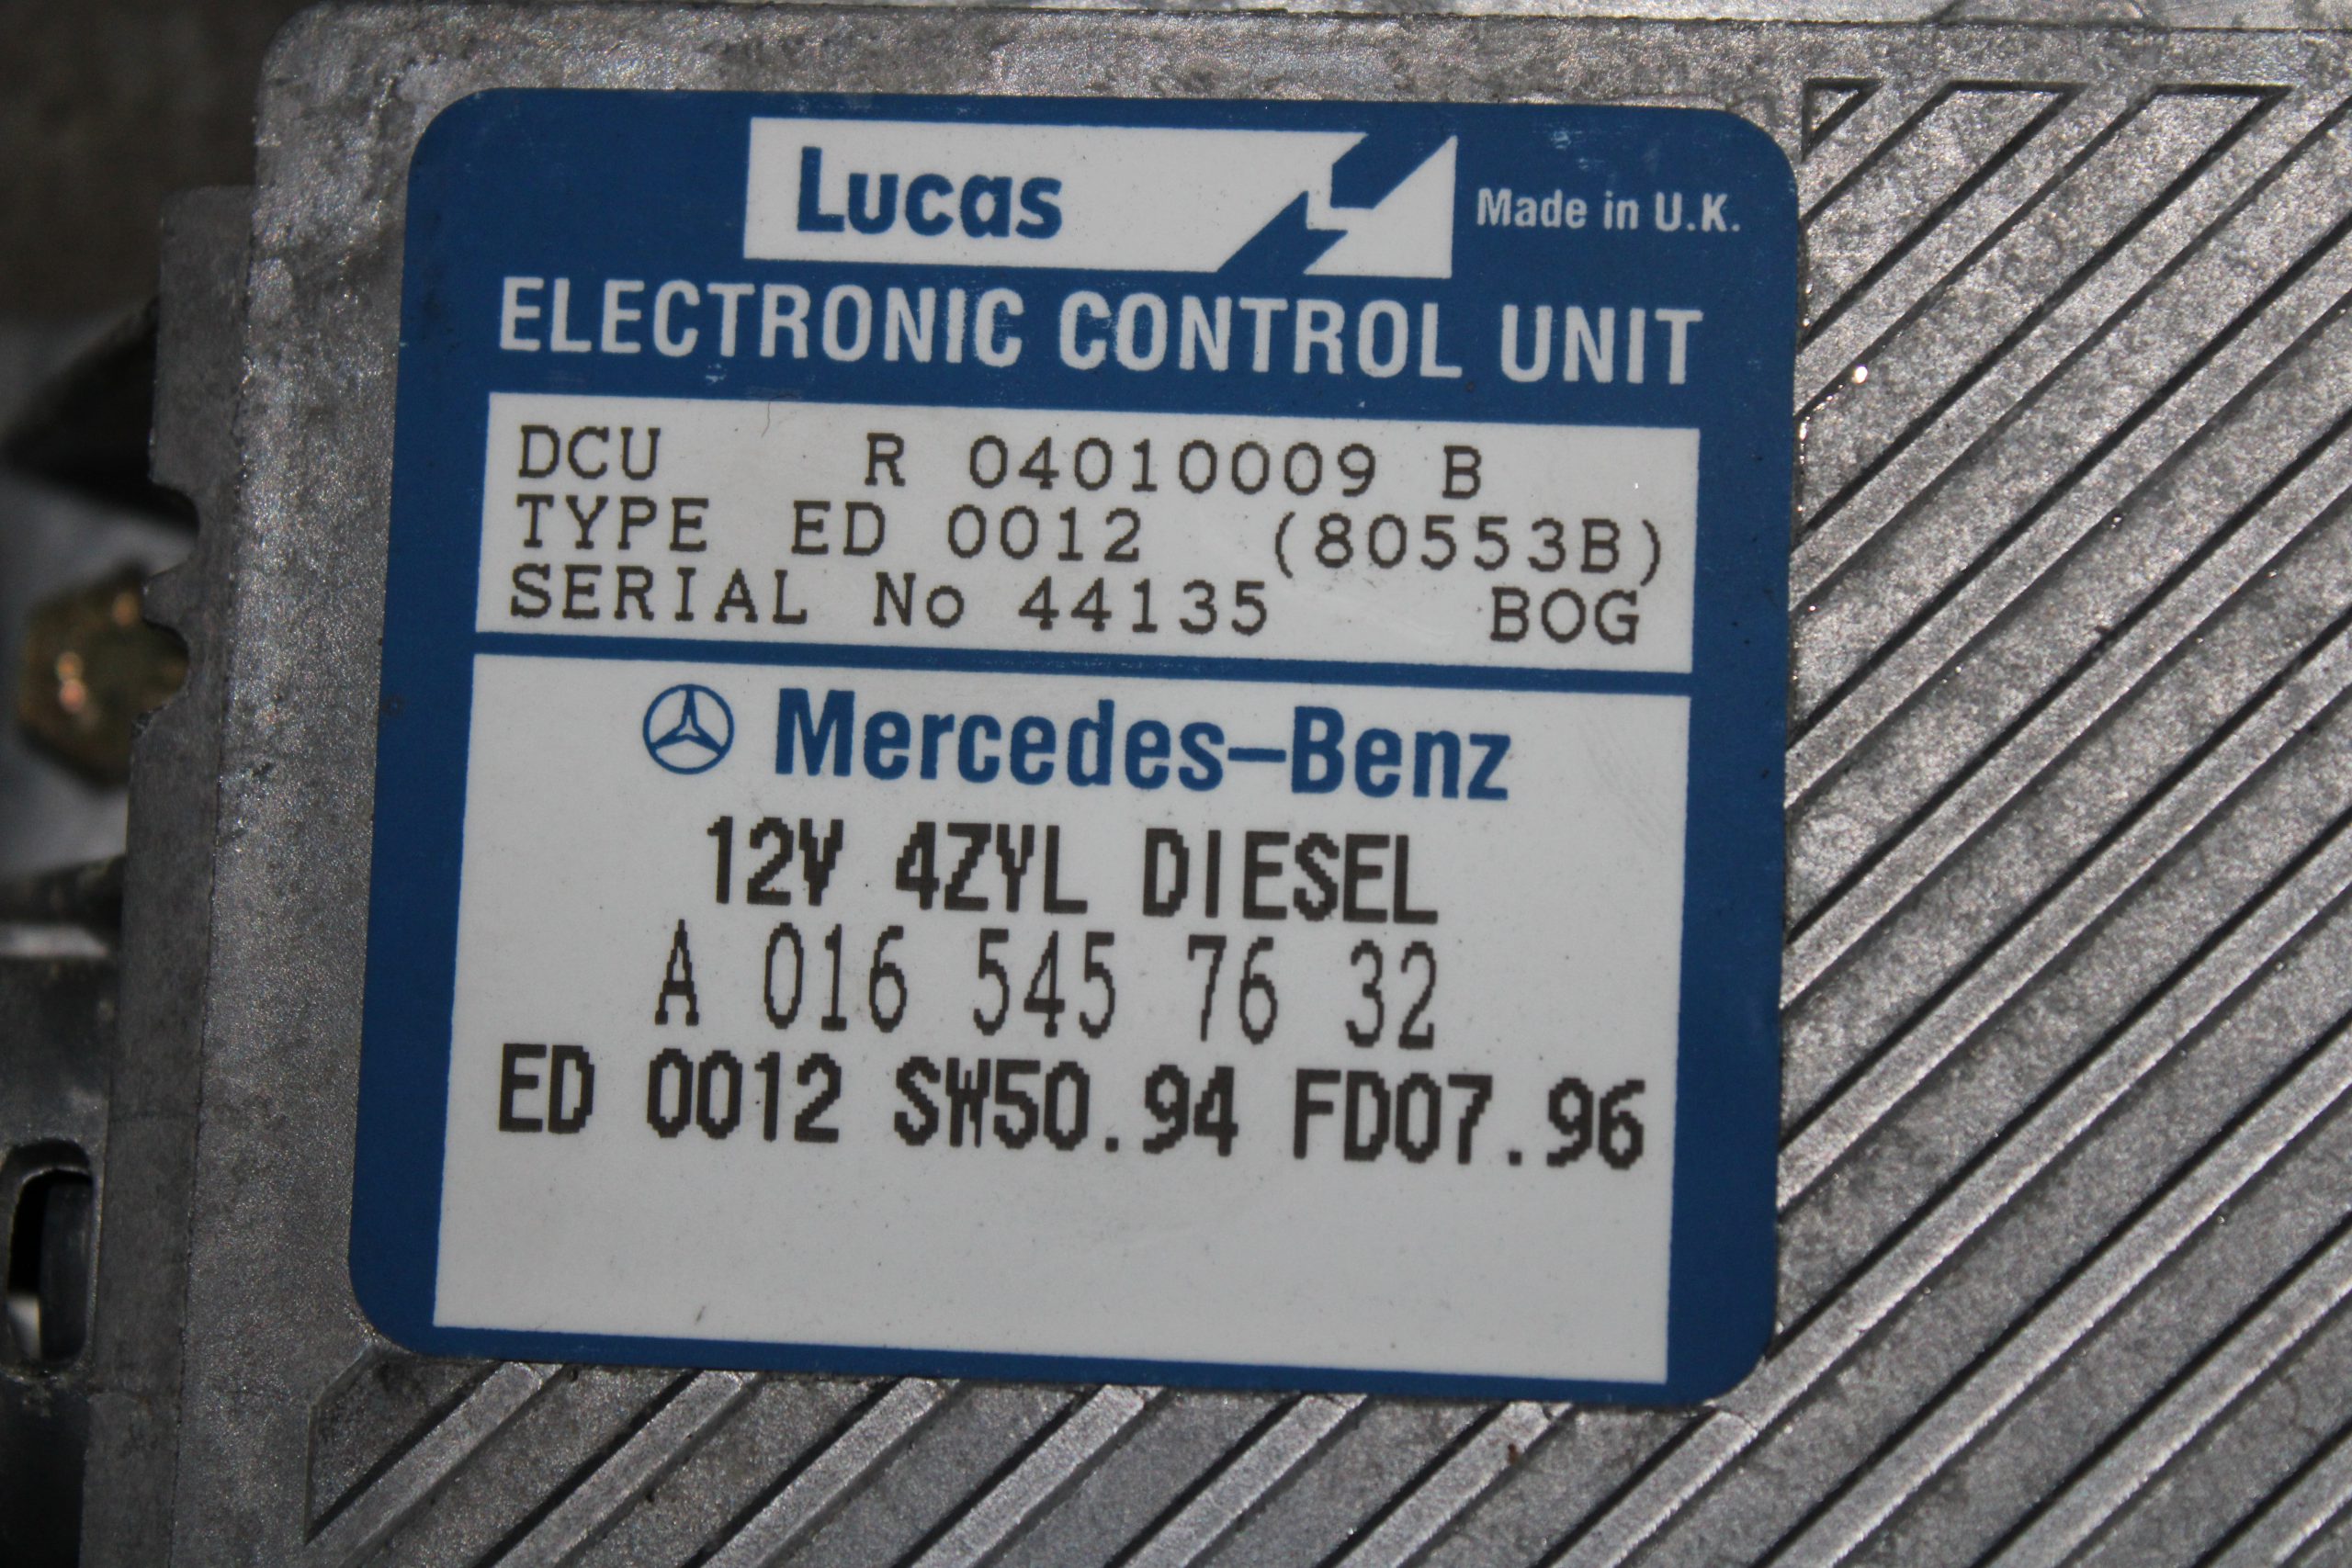 Lucas Made in U.K.
ELECTRONIC CONTROL UNIT
DCU R 04010009 B
TYPE ED 0012 (80553B)
SERIAL No 44135 BOG
Mercedes-Benz
12V 4ZYL DIESEL
A 016 545 76 32
ED 0012 SW50.94 FD07.96